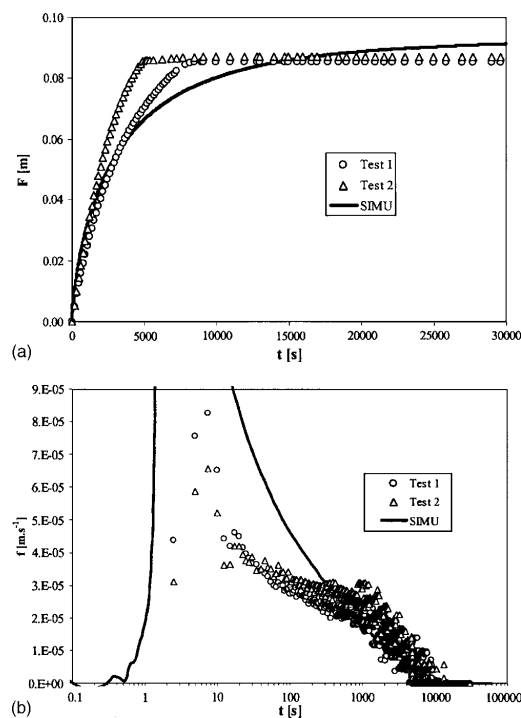 0.10
0.08
0.06
0.04
0.02
0.00
F [m]
Test 1
Test 2
SIMU
0 5000 10000 15000 20000 25000 30000
t [s]
(a)
9.E-05
8.E-05
7.E-05
6.E-05
5.E-05
4.E-05
3.E-05
2.E-05
1.E-05
0.E+00
f [m.s⁻¹]
Test 1
Test 2
SIMU
0.1 1 10 100 1000 10000 100000
t [s]
(b)